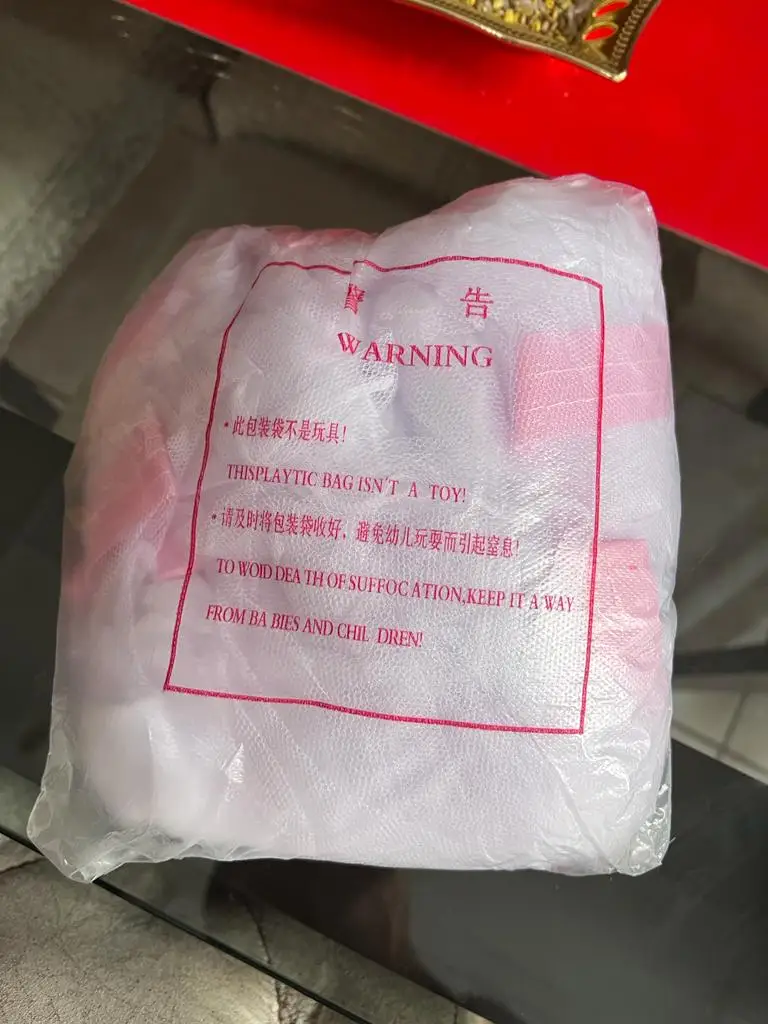 警 告
WARNING
• 此包装袋不是玩具!
THISPLAYTIC BAG ISN'T A TOY!
• 请及时将包装袋收好, 避免幼儿玩耍而引起窒息!
TO WOID DEA TH OF SUFFOC ATION,KEEP IT A WAY
FROM BA BIES AND CHIL DREN!